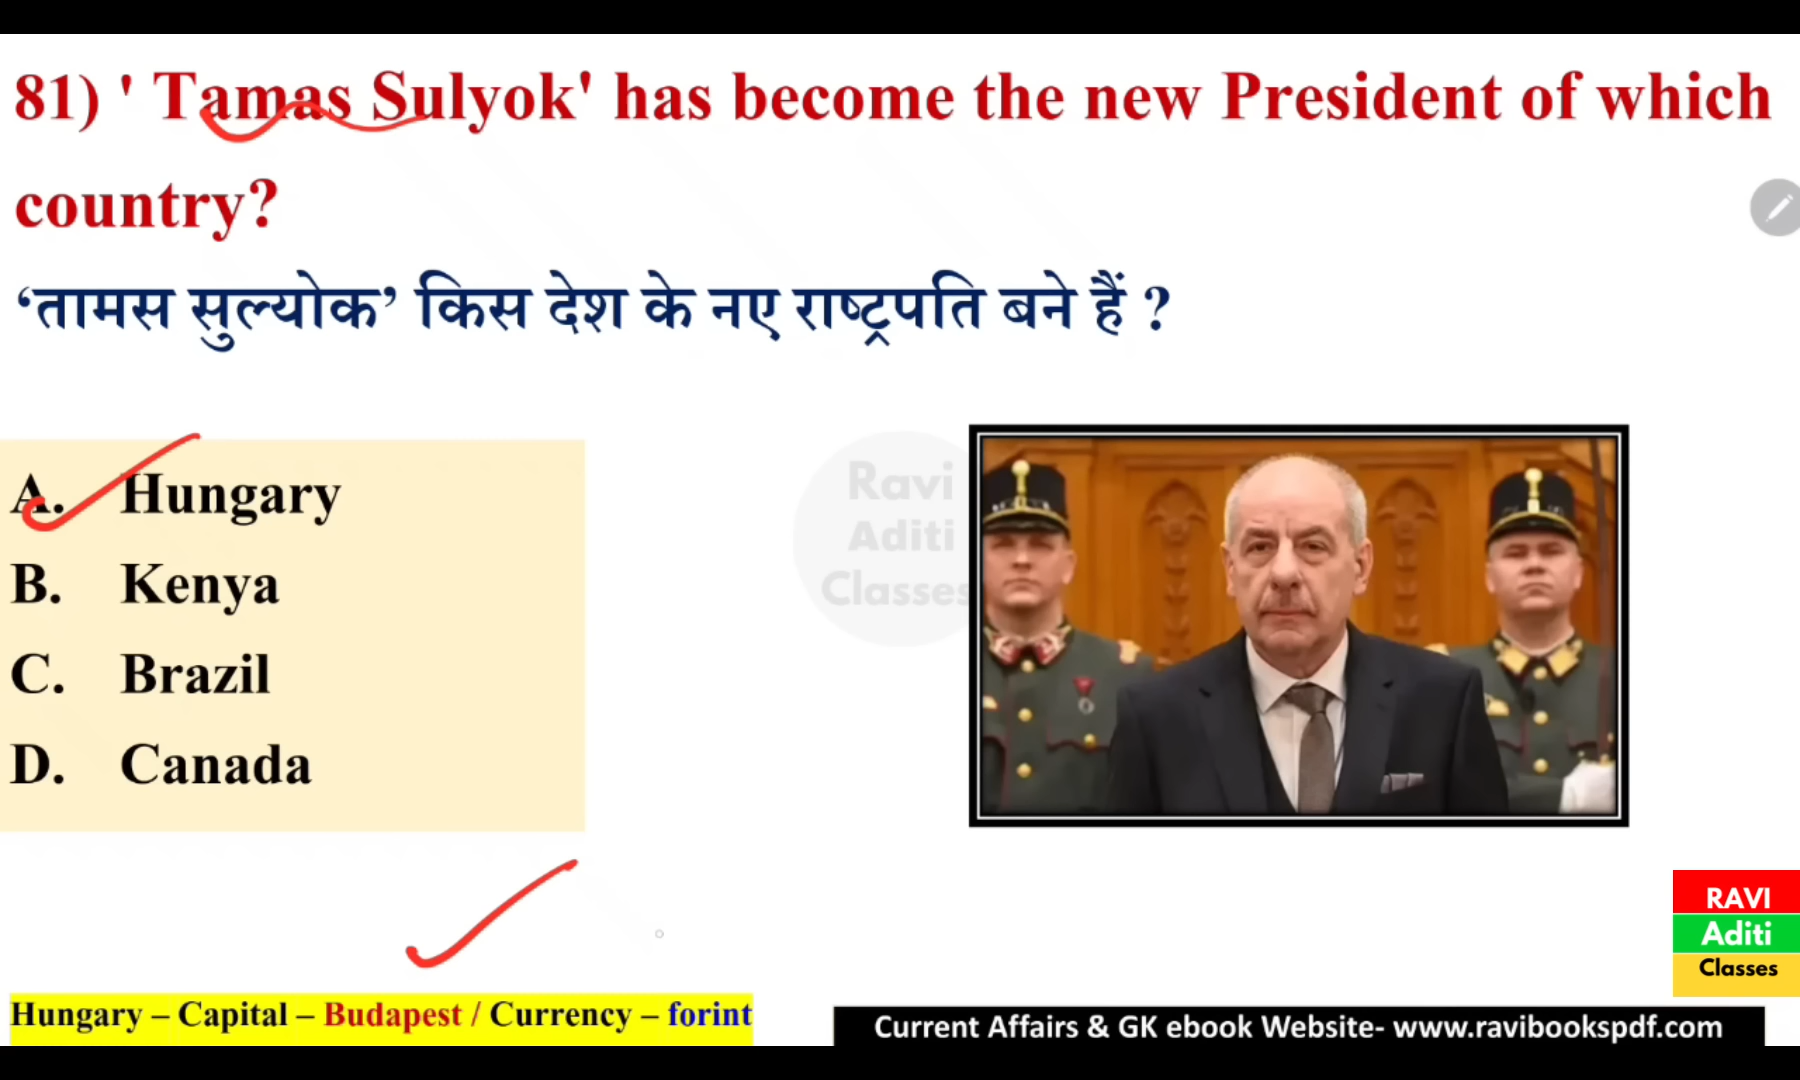 81) ' Tamas Sulyok' has become the new President of which
country?
‘तामस सुल्योक’ किस देश के नए राष्ट्रपति बने हैं ?
A. Hungary
B. Kenya
C. Brazil
D. Canada
Ravi
Aditi
Classes
RAVI
Aditi
Classes
Hungary – Capital – Budapest / Currency – forint
Current Affairs & GK ebook Website- www.ravibookspdf.com